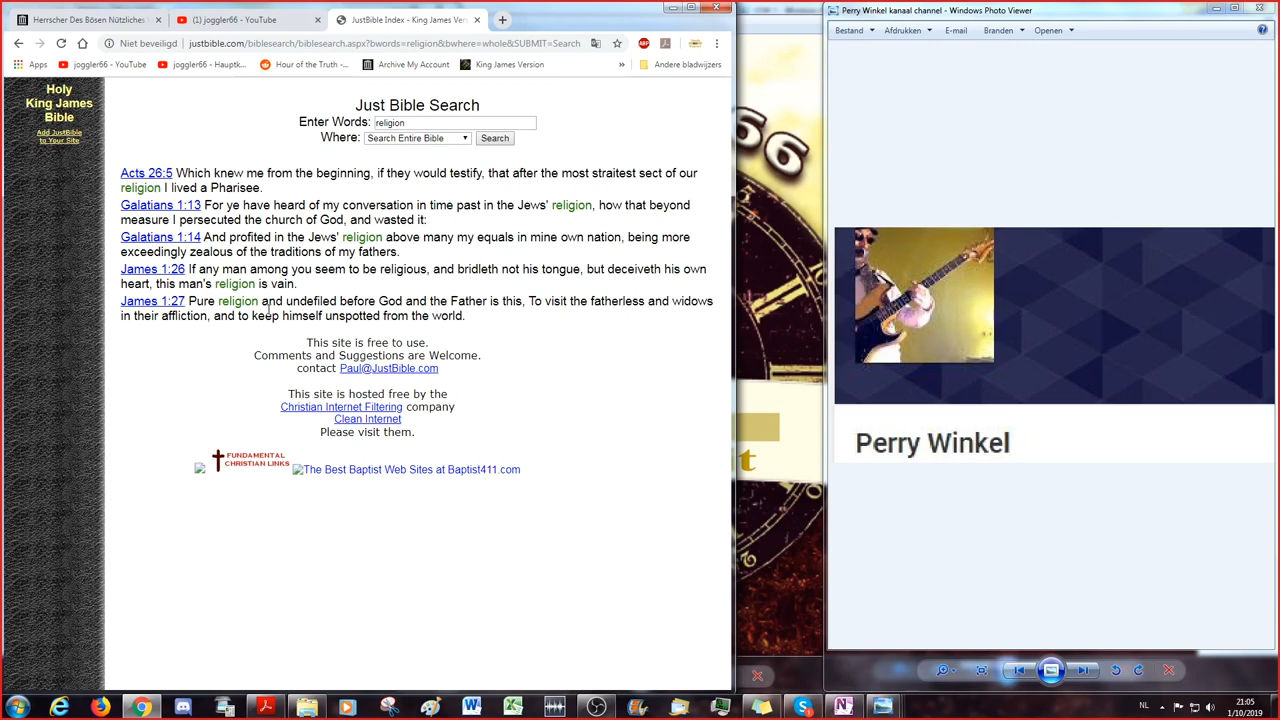 Herrscher Des Bösen Nützliches
(1) joggler66 - YouTube
JustBible Index - King James Ver
Niet beveiligd
justbible.com/biblesearch/biblesearch.aspx?bwords=religion&bwhere=whole&SUBMIT=Search
ABP
Apps
joggler66 - YouTube
joggler66 - Hauptk...
Hour of the Truth -...
Archive My Account
King James Version
»
Andere bladwijzers
Holy
King James
Bible
Add JustBible
to Your Site
Just Bible Search
Enter Words: religion
Where: Search Entire Bible Search
Acts 26:5 Which knew me from the beginning, if they would testify, that after the most straitest sect of our
religion I lived a Pharisee.
Galatians 1:13 For ye have heard of my conversation in time past in the Jews' religion, how that beyond
measure I persecuted the church of God, and wasted it:
Galatians 1:14 And profited in the Jews' religion above many my equals in mine own nation, being more
exceedingly zealous of the traditions of my fathers.
James 1:26 If any man among you seem to be religious, and bridleth not his tongue, but deceiveth his own
heart, this man's religion is vain.
James 1:27 Pure religion and undefiled before God and the Father is this, To visit the fatherless and widows
in their affliction, and to keep himself unspotted from the world.
This site is free to use.
Comments and Suggestions are Welcome.
contact Paul@JustBible.com
This site is hosted free by the
Christian Internet Filtering company
Clean Internet
Please visit them.
FUNDAMENTAL
CHRISTIAN LINKS
The Best Baptist Web Sites at Baptist411.com
66
t
Perry Winkel kanaal channel - Windows Photo Viewer
Bestand
Afdrukken
E-mail
Branden
Openen
Perry Winkel
NL
21:05
1/10/2019